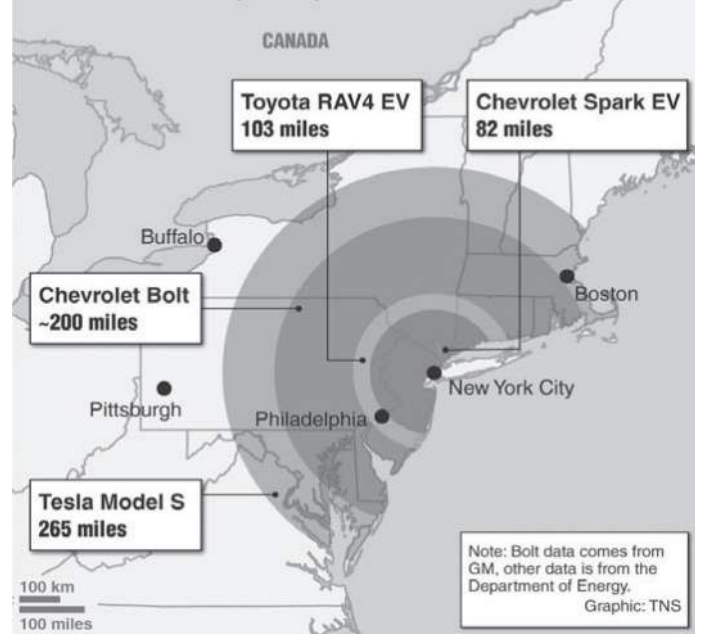 CANADA
Toyota RAV4 EV
103 miles
Chevrolet Spark EV
82 miles
Buffalo
Boston
Chevrolet Bolt
~200 miles
New York City
Pittsburgh
Philadelphia
Tesla Model S
265 miles
Note: Bolt data comes from
GM, other data is from the
Department of Energy.
Graphic: TNS
100 km
100 miles